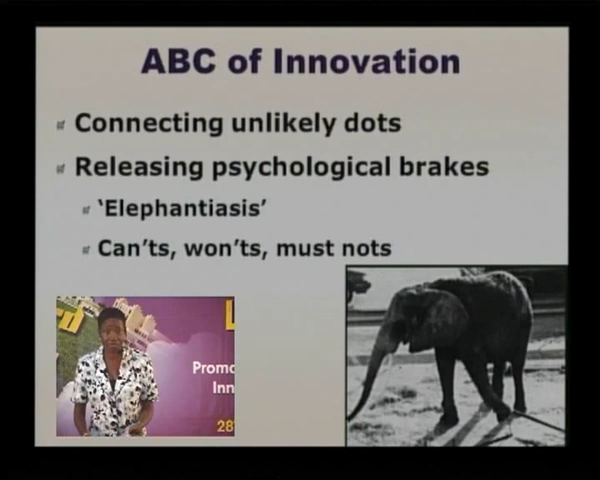 ABC of Innovation
Connecting unlikely dots
Releasing psychological brakes
‘Elephantiasis’
Can’ts, won’ts, must nots
Promo
Inn
28